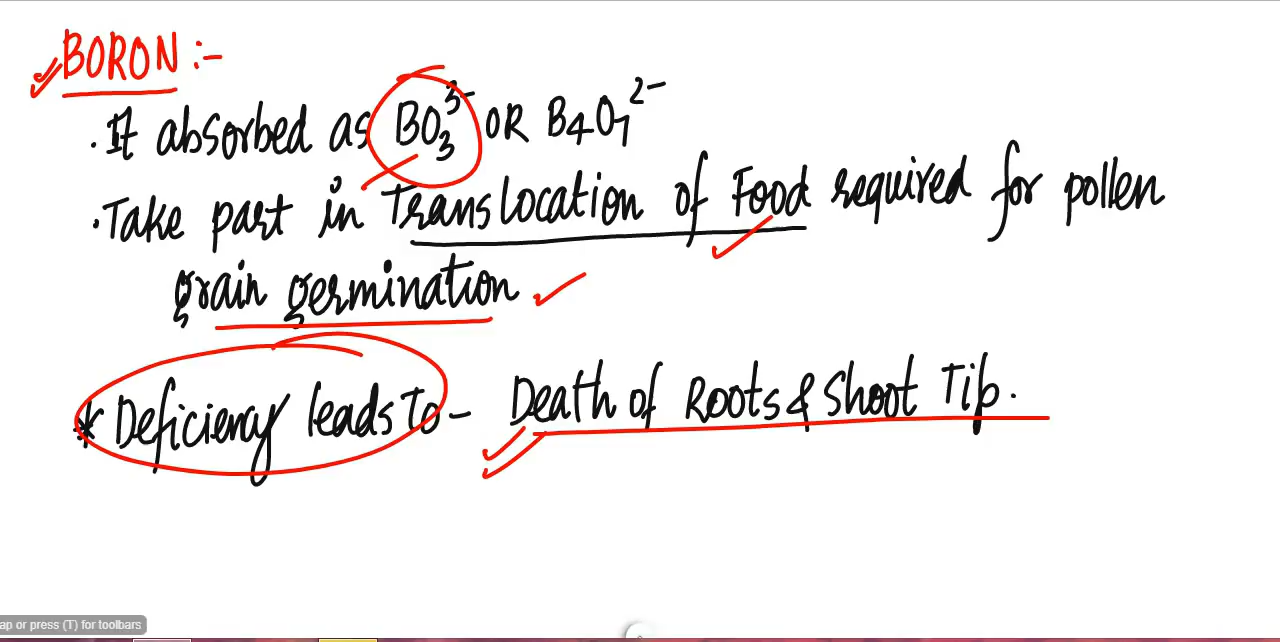 BORON :-
. It absorbed as BO₃³⁻ OR B₄O₇²⁻
. Take part in Translocation of Food required for pollen
grain germination
* Deficiency leads To - Death of Roots & Shoot Tip.
ap or press (T) for toolbars